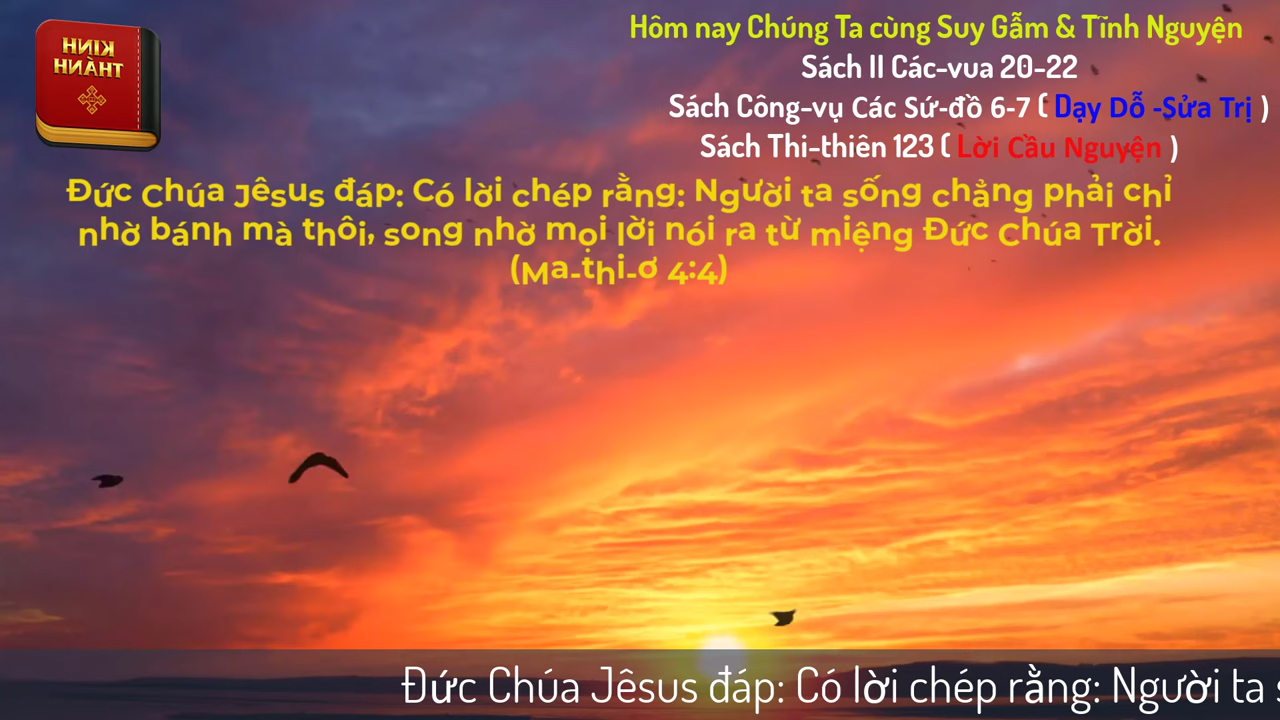 KINH
THÀNH
Hôm nay Chúng Ta cùng Suy Gẫm & Tĩnh Nguyện
Sách II Các-vua 20-22
Sách Công-vụ Các Sứ-đồ 6-7 ( Dạy Dỗ -Sửa Trị )
Sách Thi-thiên 123 ( Lời Cầu Nguyện )
Đức Chúa Jêsus đáp: Có lời chép rằng: Người ta sống chẳng phải chỉ
nhờ bánh mà thôi, song nhờ mọi lời nói ra từ miệng Đức Chúa Trời.
(Ma-thi-ơ 4:4)
Đức Chúa Jêsus đáp: Có lời chép rằng: Người ta